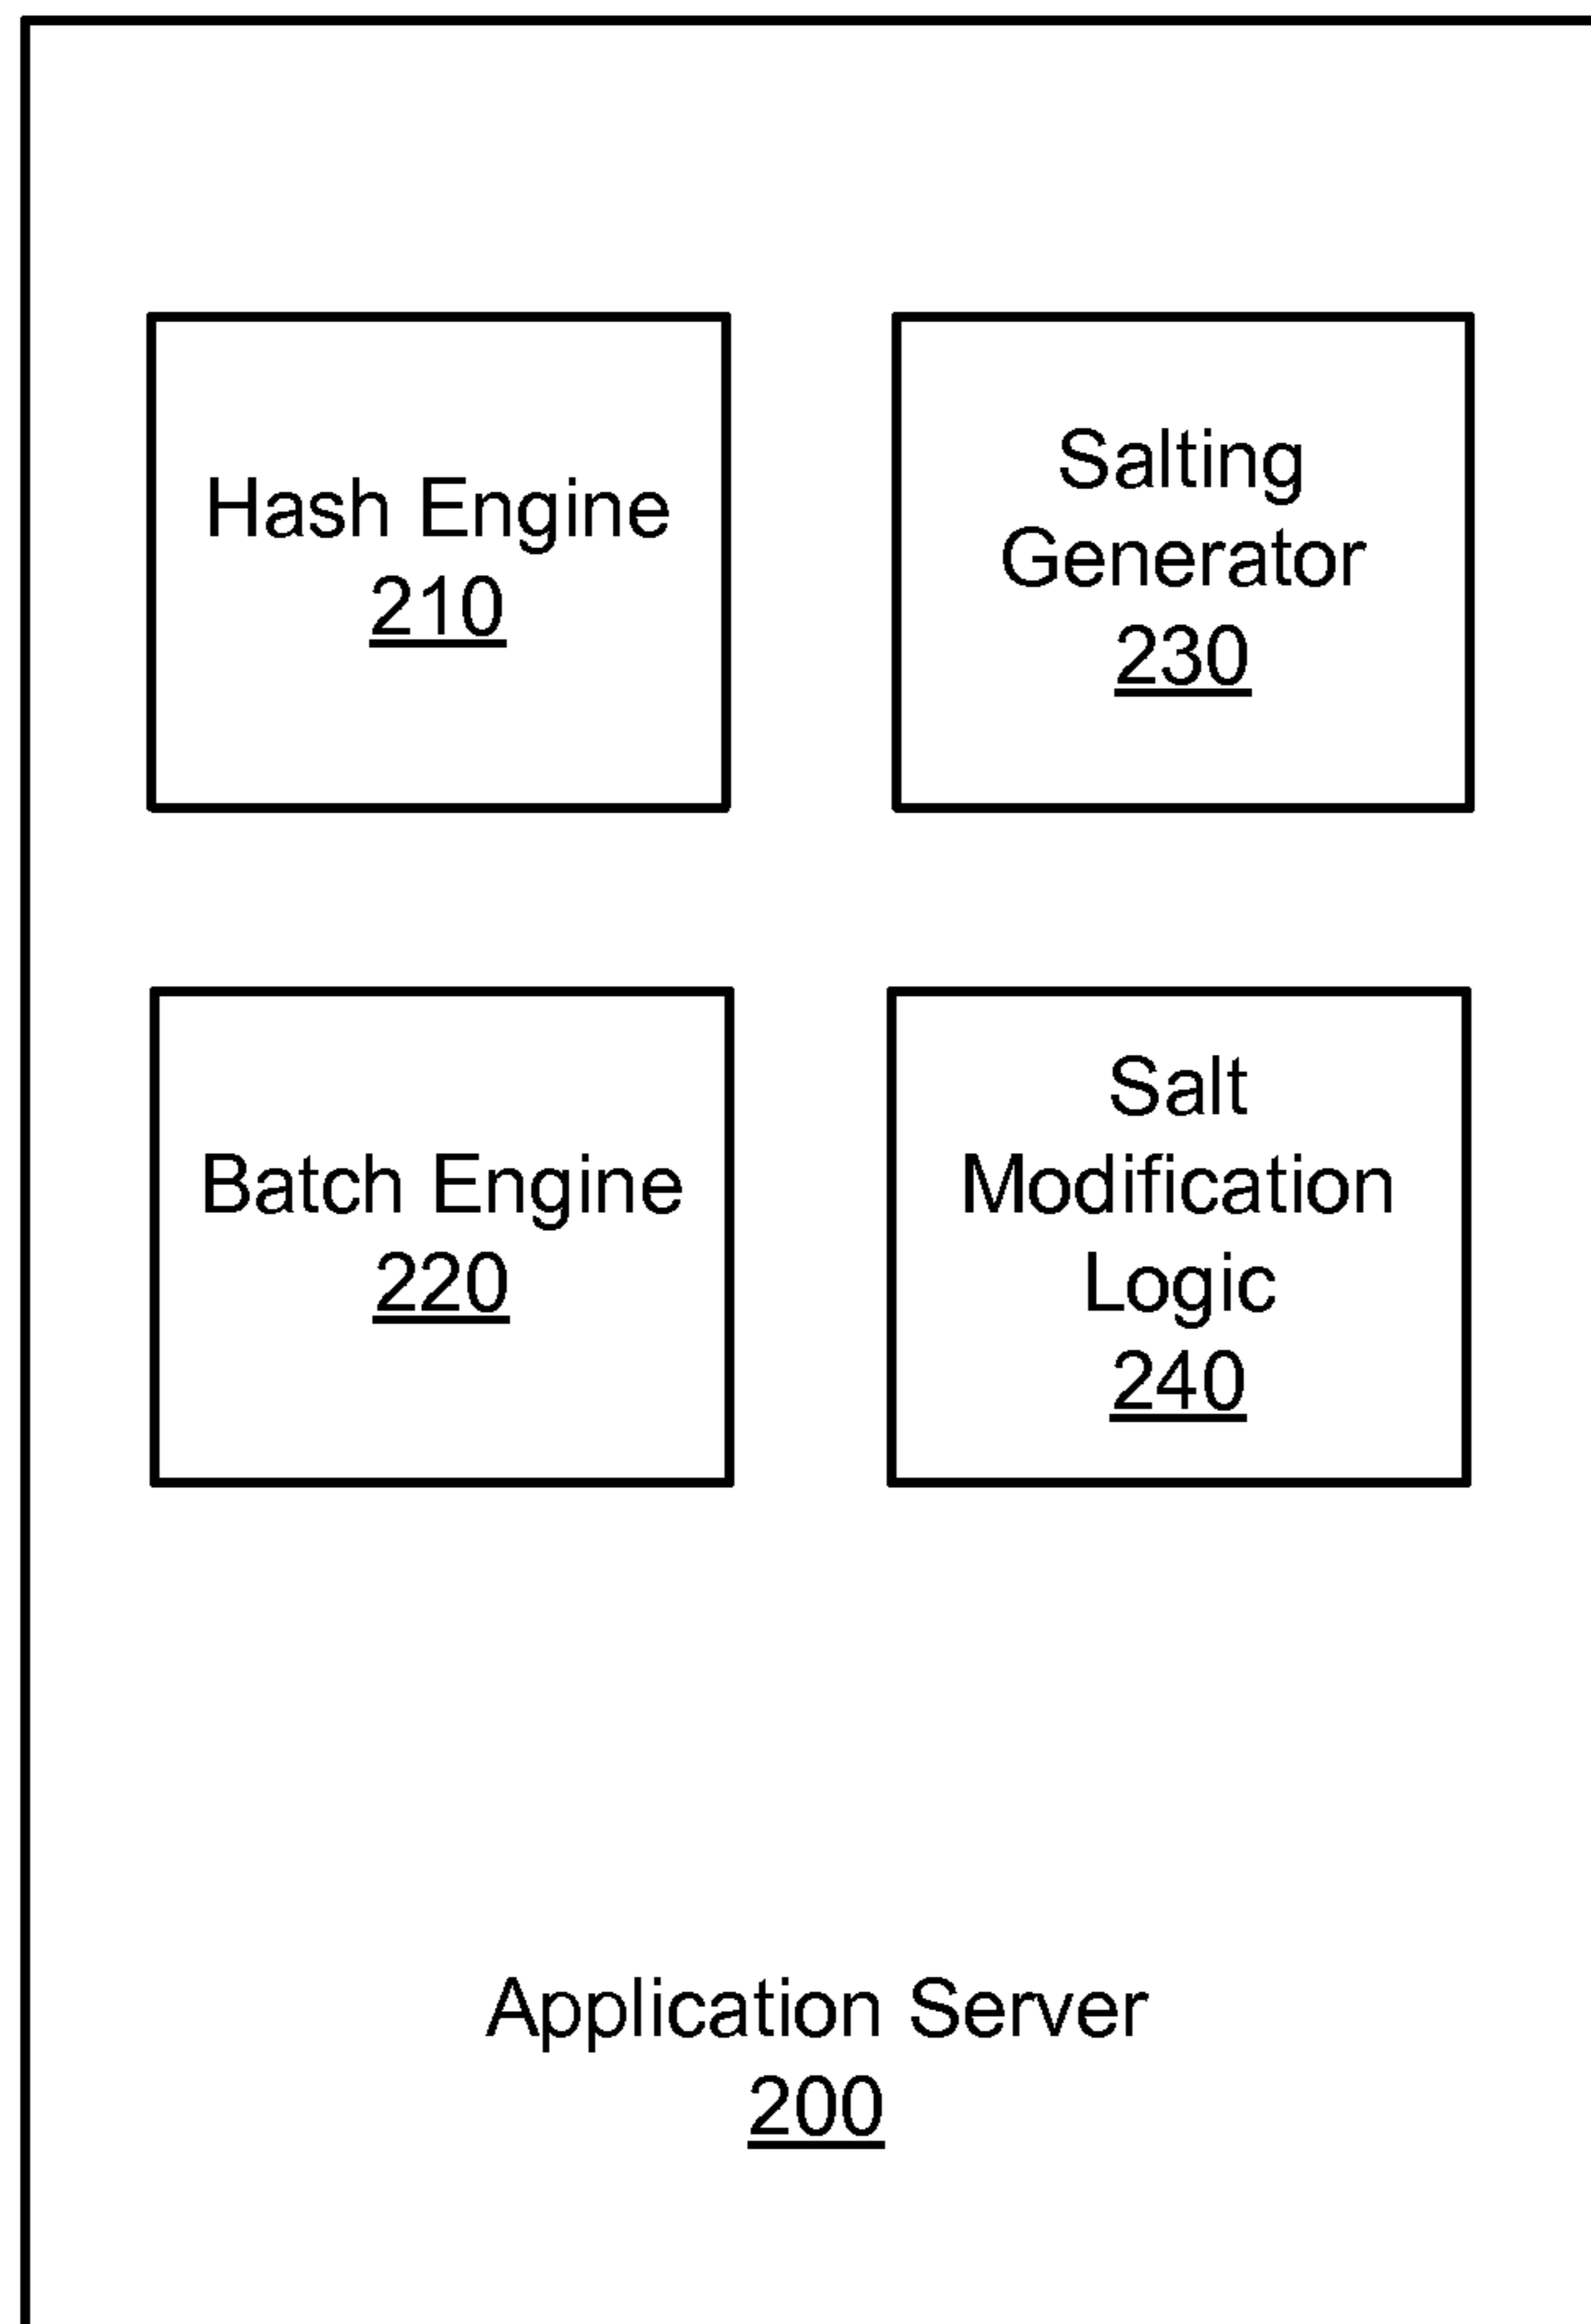 Hash Engine
210
Salting
Generator
230
Batch Engine
220
Salt
Modification
Logic
240
Application Server
200